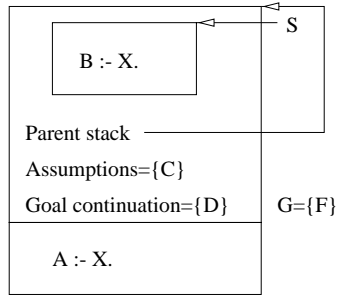 S
B :- X.
Parent stack
Assumptions={C}
Goal continuation={D} G={F}
A :- X.